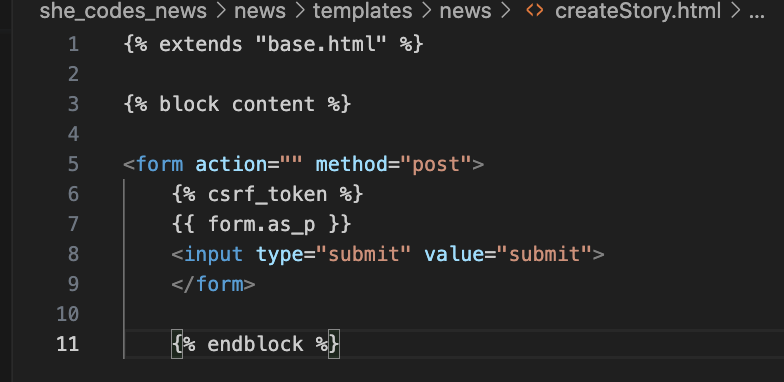 she_codes_news > news > templates > news > <> createStory.html > ...
1 {% extends "base.html" %}
2
3 {% block content %}
4
5 <form action="" method="post">
6 {% csrf_token %}
7 {{ form.as_p }}
8 <input type="submit" value="submit">
9 </form>
10
11 {% endblock %}